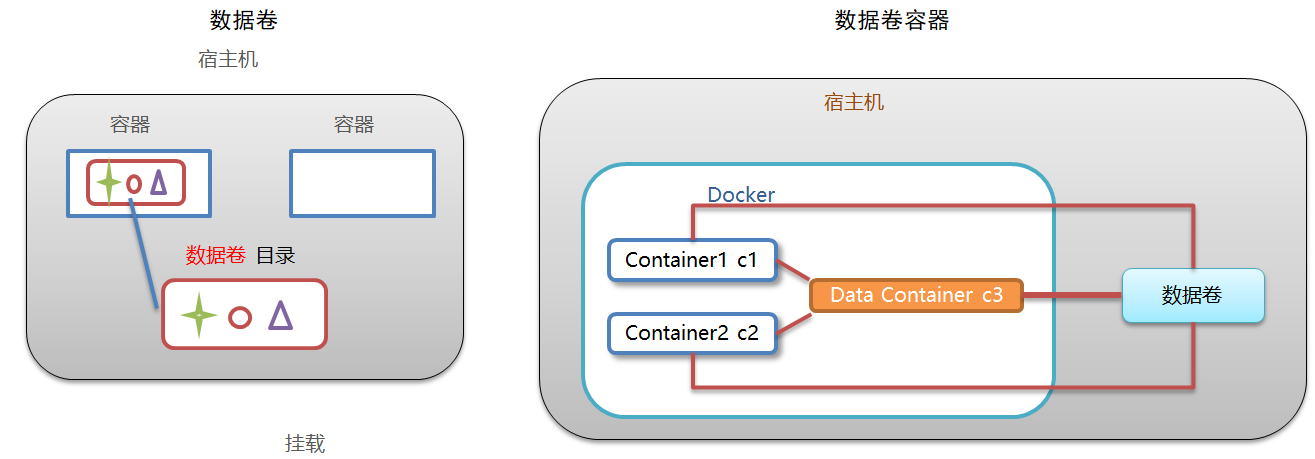 数据卷
宿主机
容器
容器
数据卷 目录
挂载
数据卷容器
宿主机
Docker
Container1 c1
Data Container c3
数据卷
Container2 c2